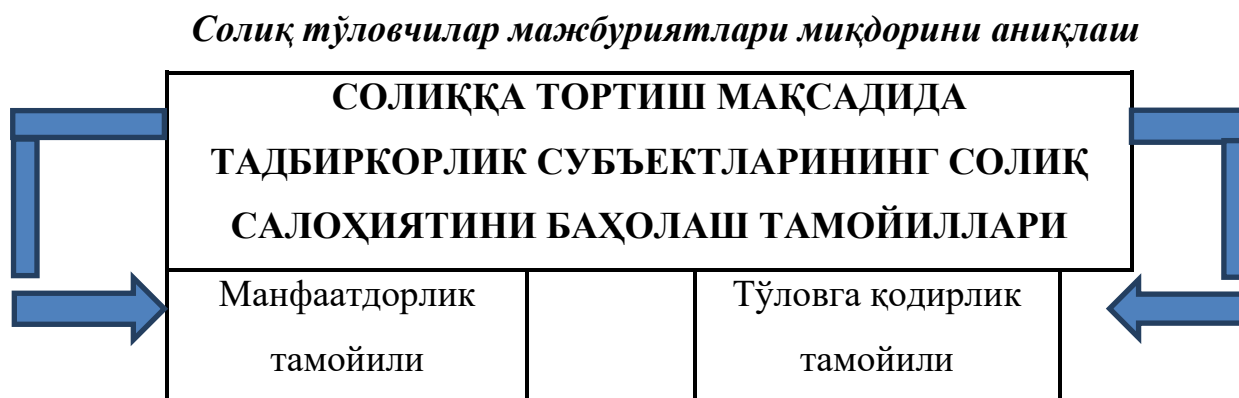 Солиқ тўловчилар мажбуриятлари миқдорини аниқлаш
СОЛИҚҚА ТОРТИШ МАҚСАДИДА
ТАДБИРКОРЛИК СУБЪЕКТЛАРИНИНГ СОЛИҚ
САЛОҲИЯТИНИ БАҲОЛАШ ТАМОЙИЛЛАРИ
Манфаатдорлик
тамойили
Тўловга қодирлик
тамойили